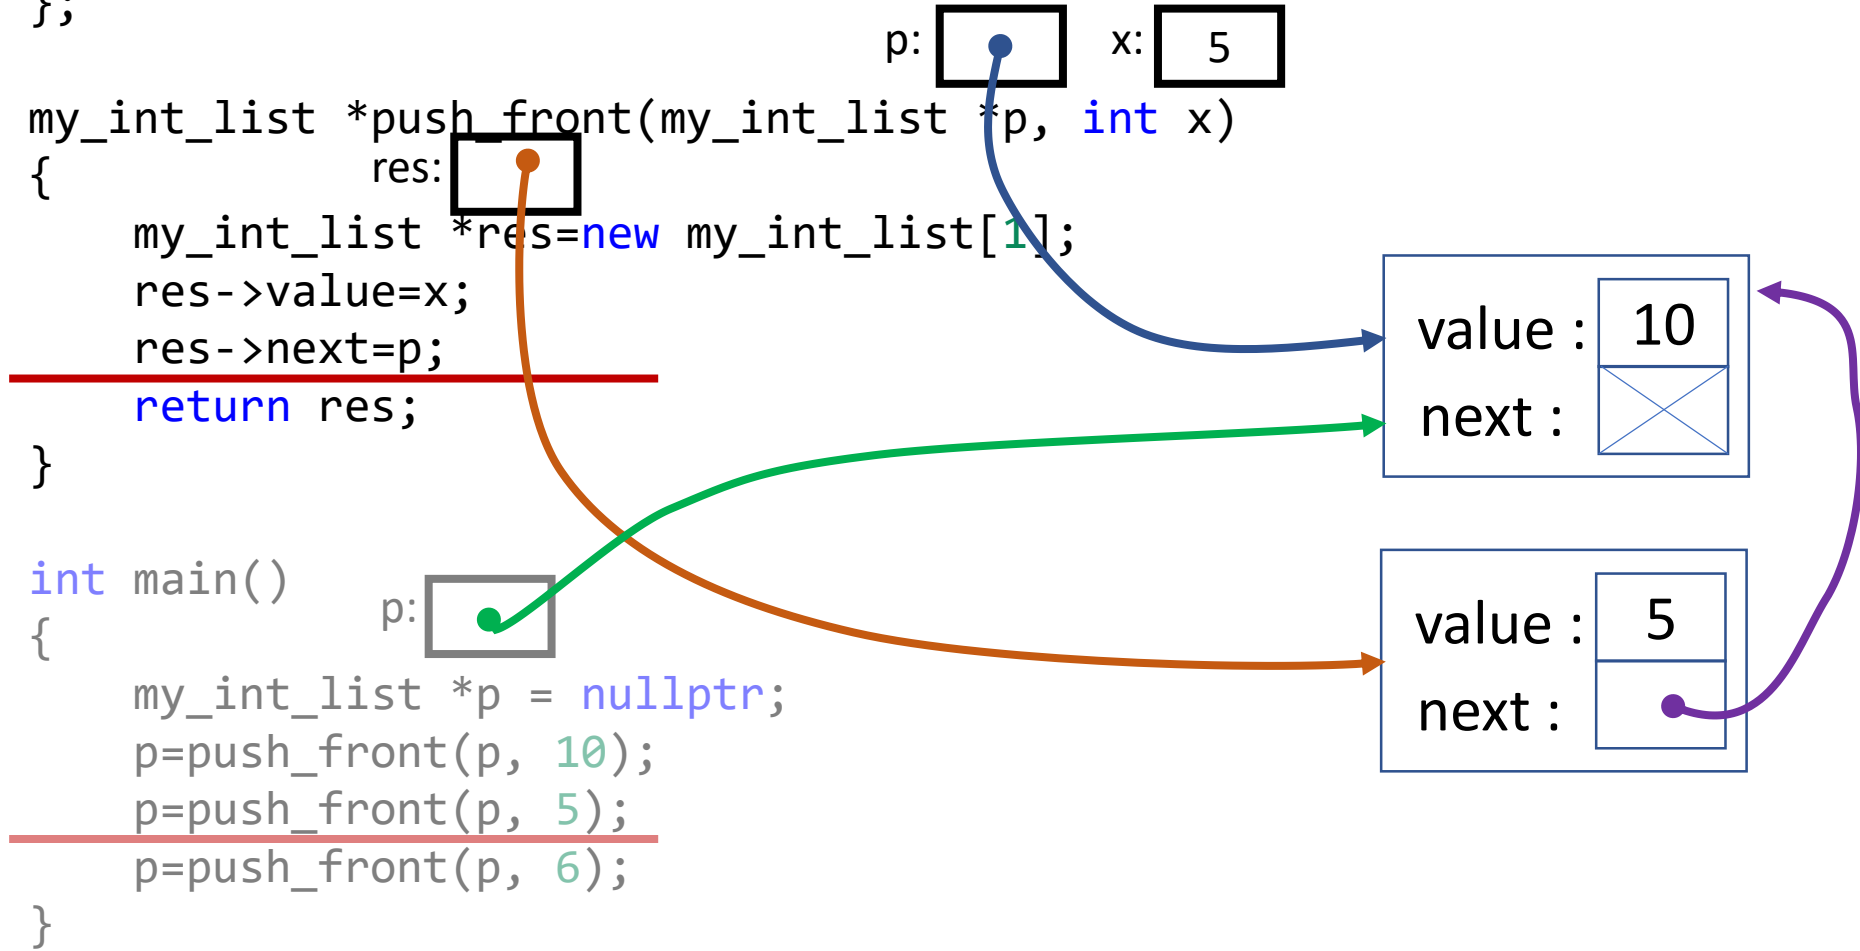 };
p: x: 5
my_int_list *push_front(my_int_list *p, int x)
{
res:
my_int_list *res=new my_int_list[1];
res->value=x;
res->next=p;
return res;
}
value : 10
next :
int main()
{
p:
my_int_list *p = nullptr;
p=push_front(p, 10);
p=push_front(p, 5);
p=push_front(p, 6);
}
value : 5
next :